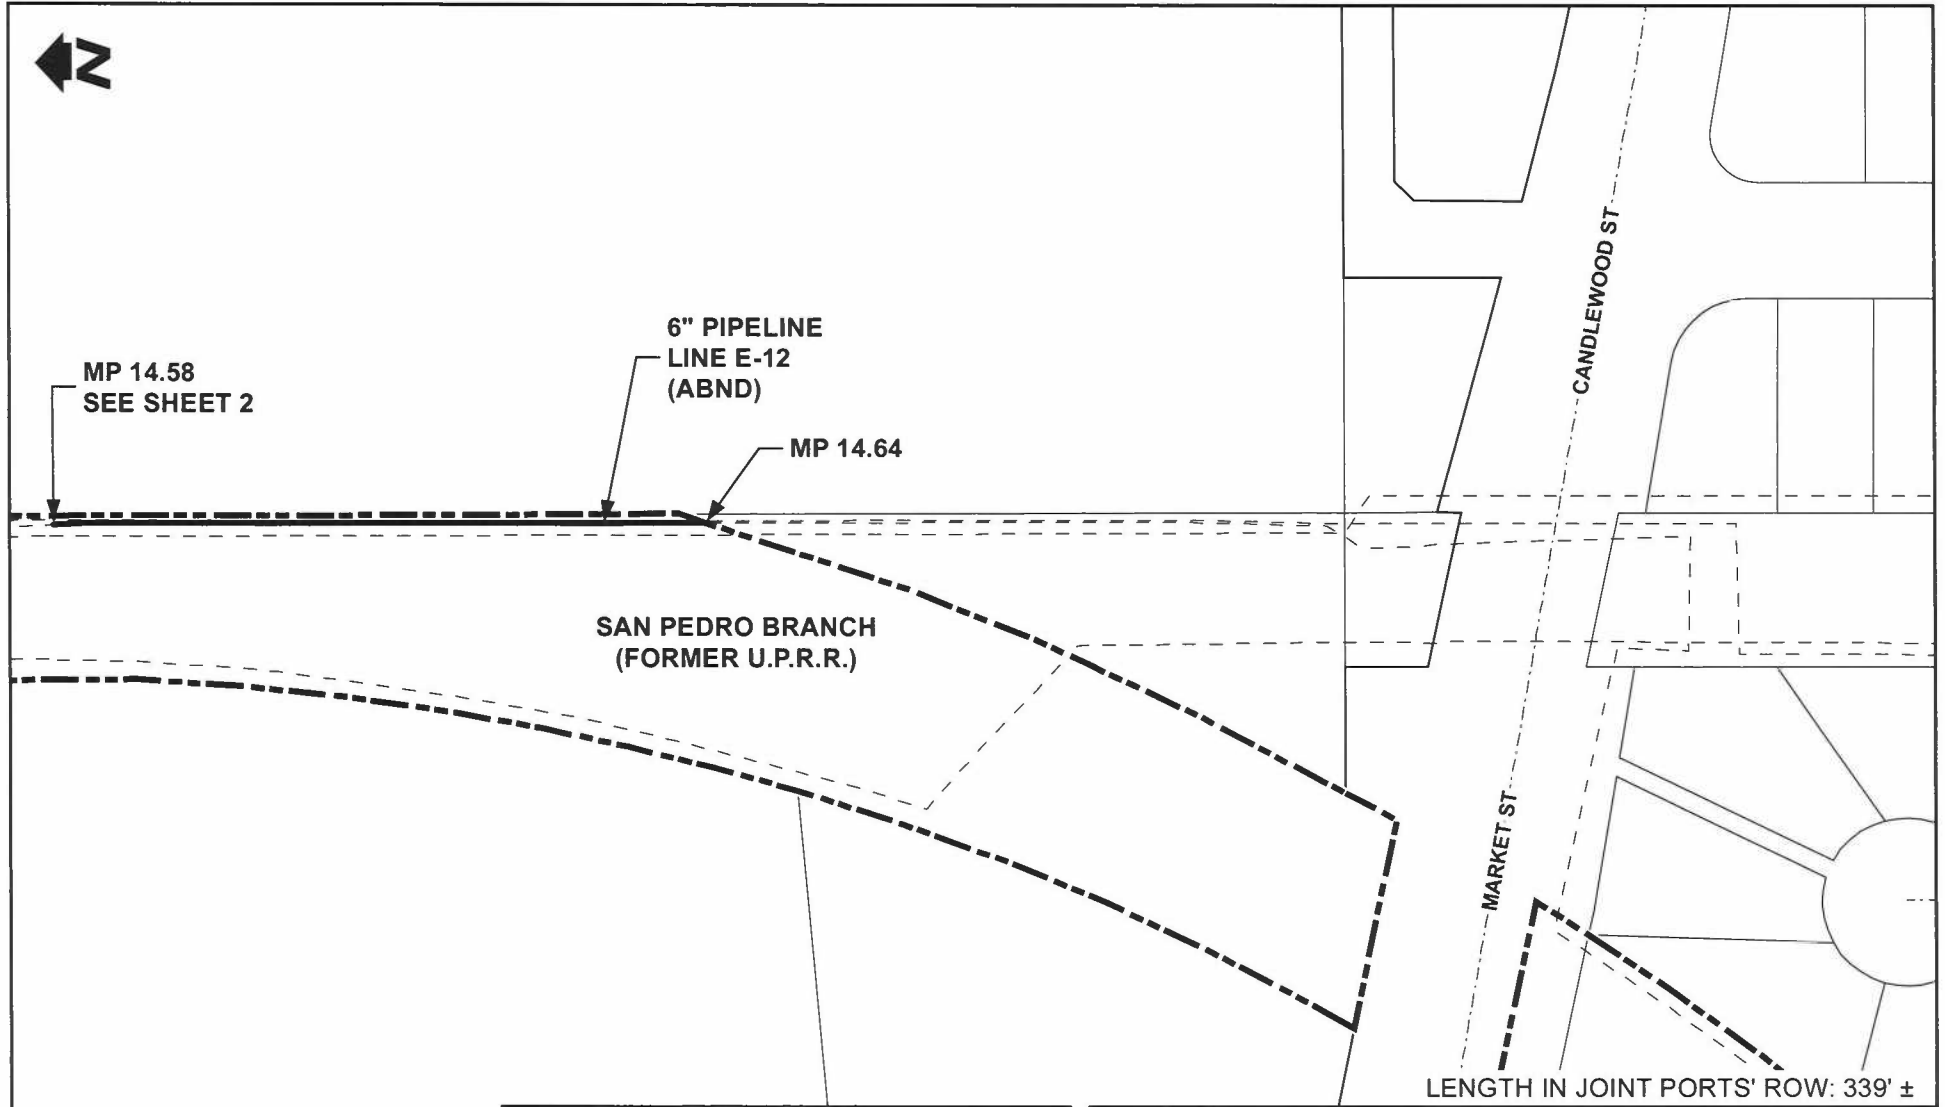 N
6" PIPELINE
LINE E-12
(ABND)
MP 14.58
SEE SHEET 2
MP 14.64
CANDLEWOOD ST
SAN PEDRO BRANCH
(FORMER U.P.R.R.)
MARKET ST
LENGTH IN JOINT PORTS' ROW: 339' ±